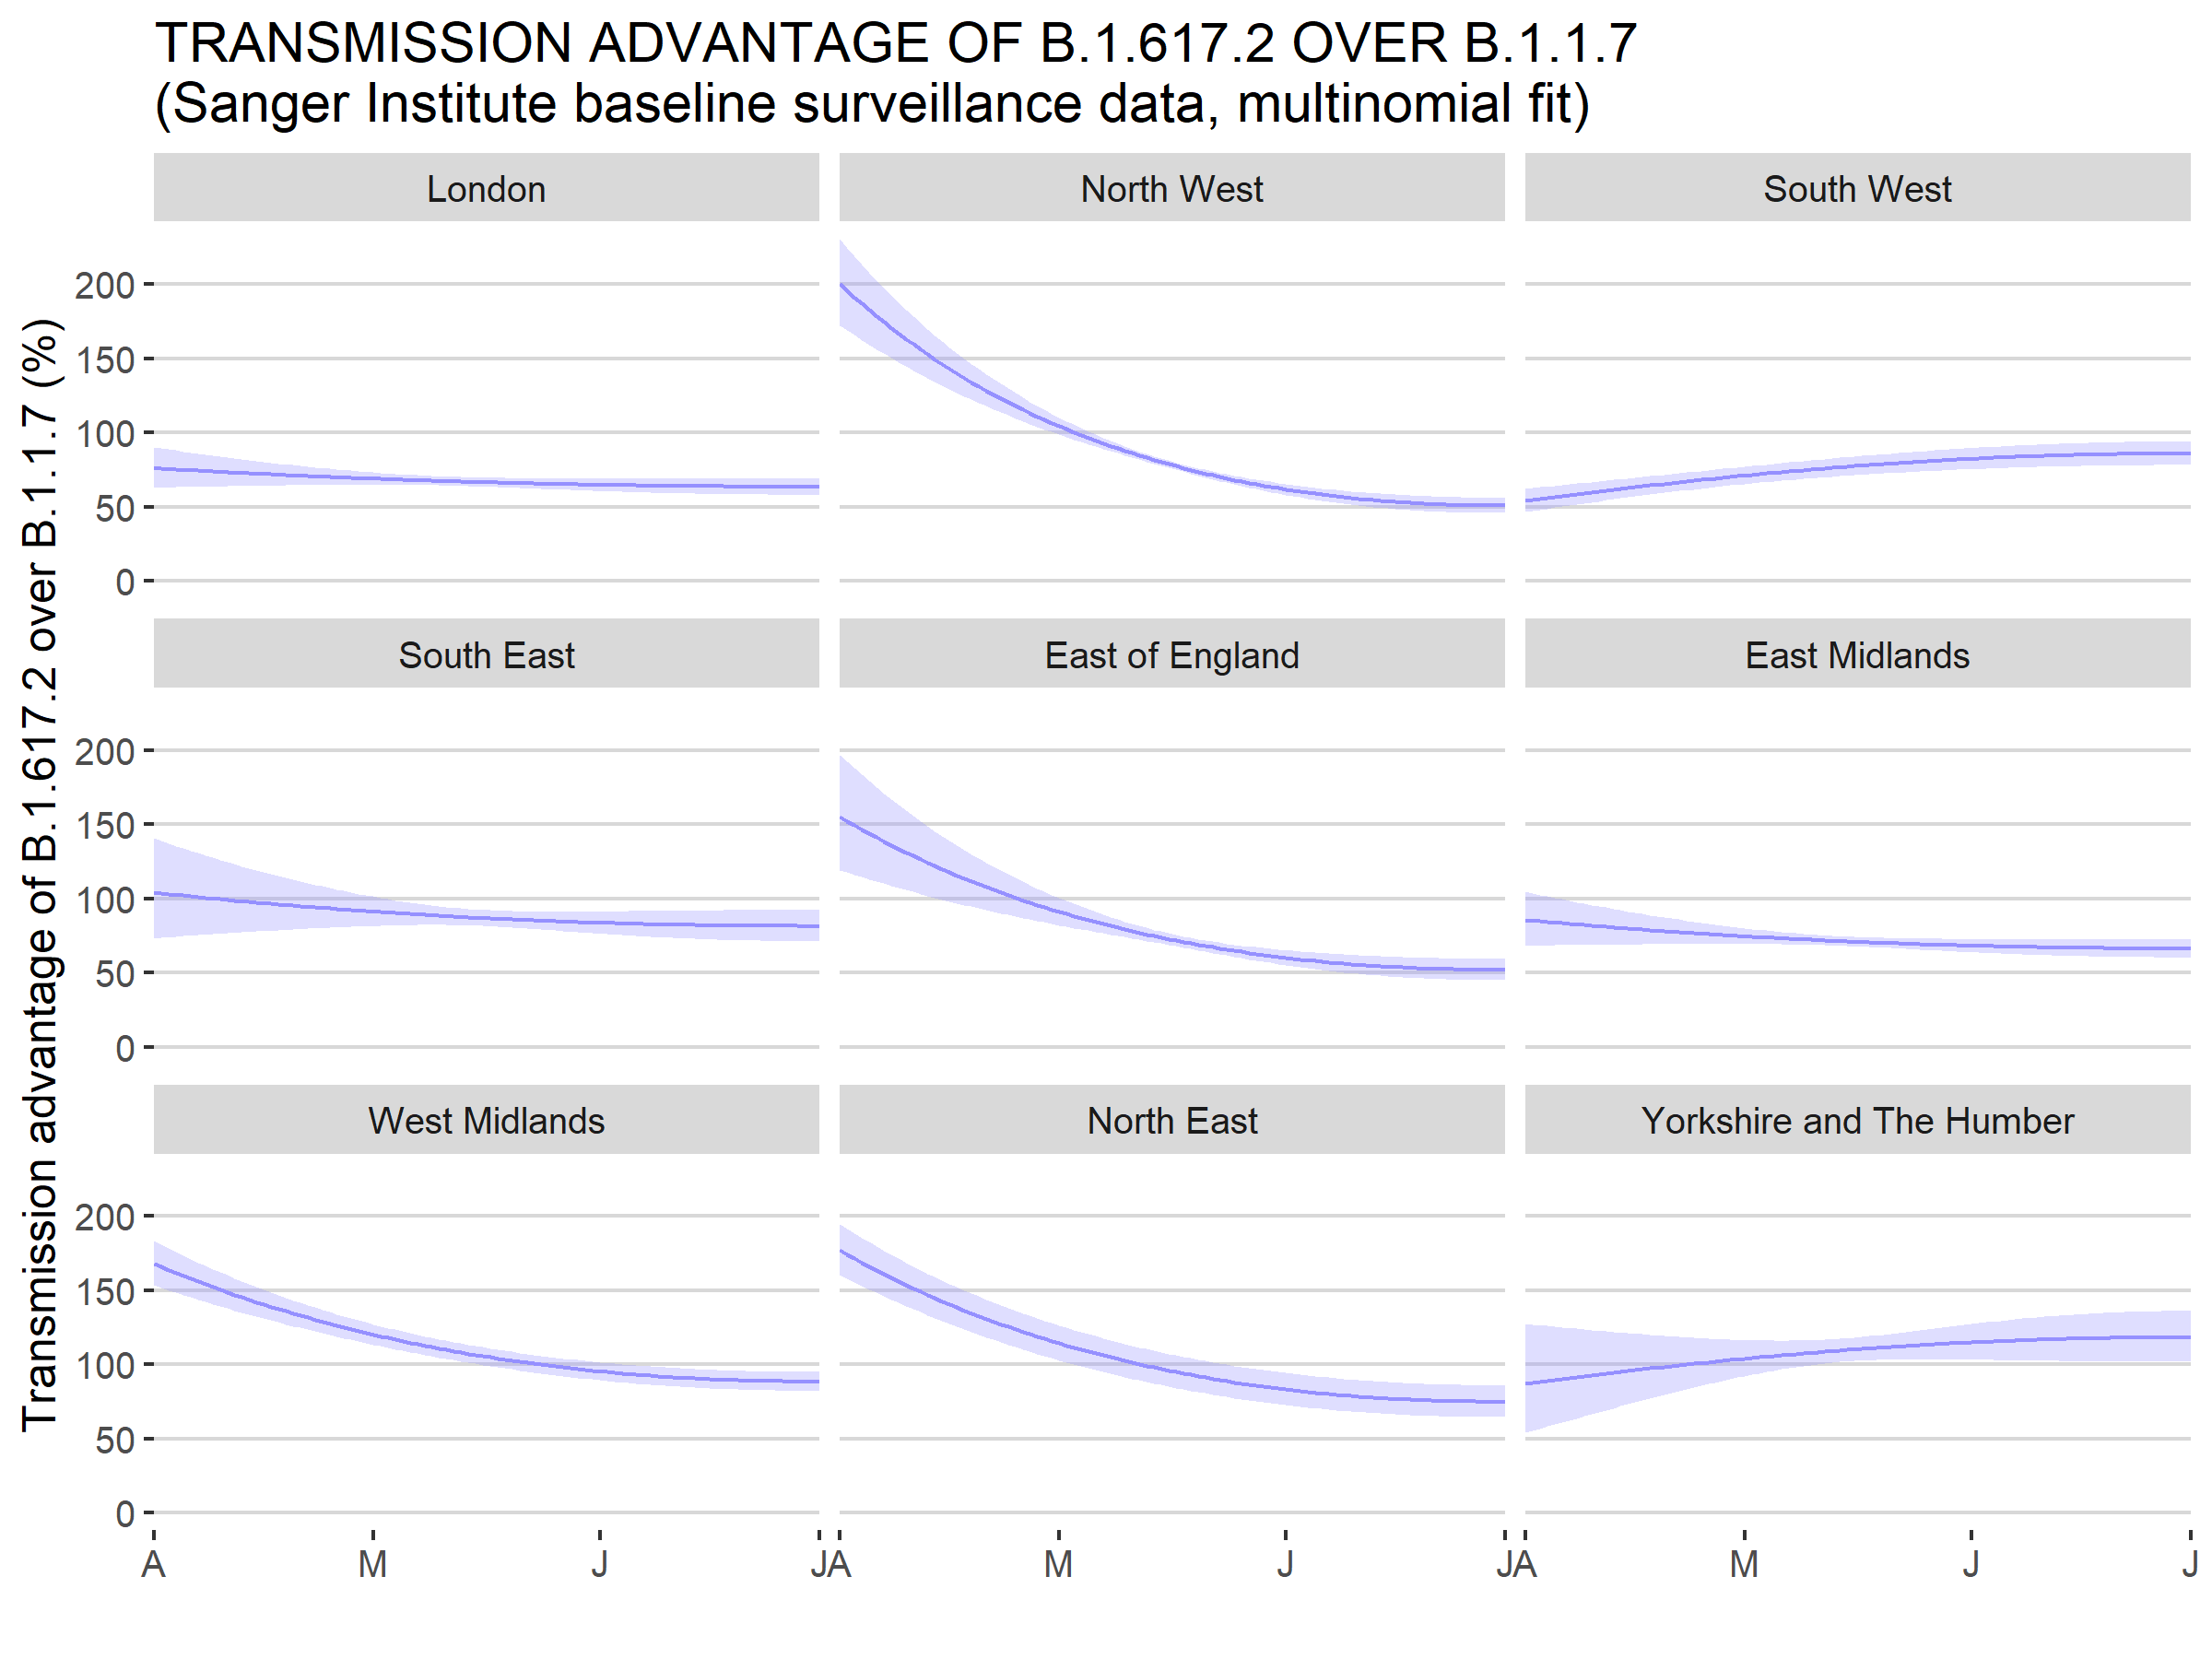 TRANSMISSION ADVANTAGE OF B.1.617.2 OVER B.1.1.7
(Sanger Institute baseline surveillance data, multinomial fit)
Transmission advantage of B.1.617.2 over B.1.1.7 (%)
London
North West
South West
200
150
100
50
0
South East
East of England
East Midlands
200
150
100
50
0
West Midlands
North East
Yorkshire and The Humber
200
150
100
50
0
A M J J
A M J J
A M J J